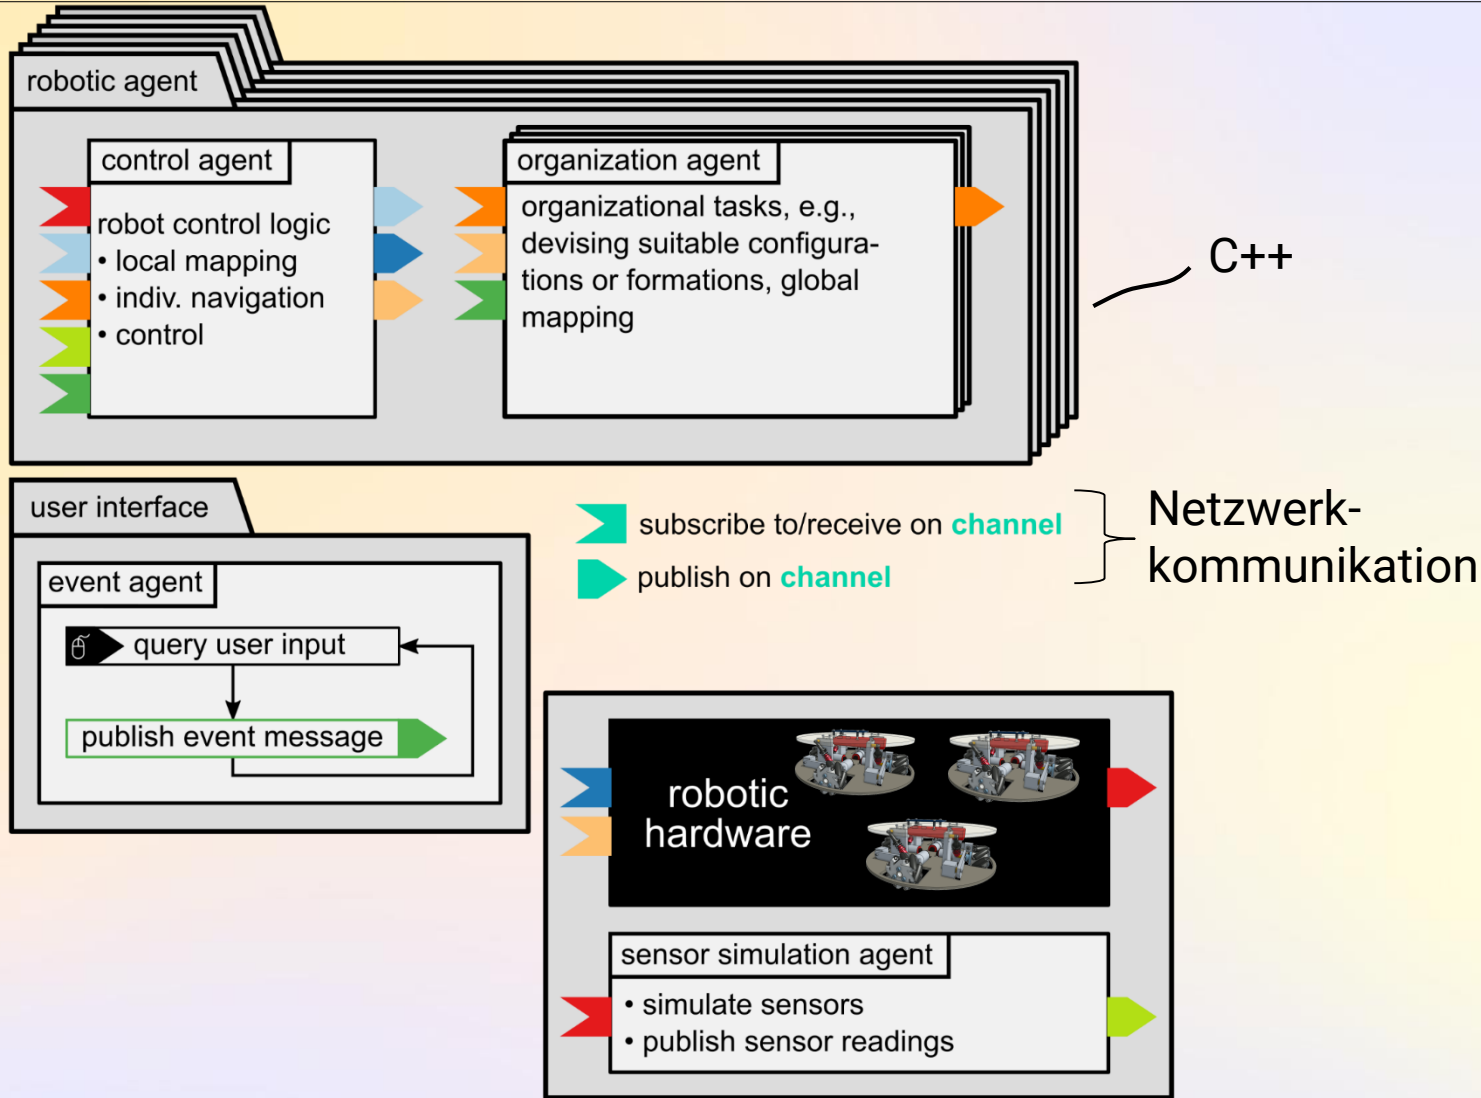 robotic agent
control agent
robot control logic
• local mapping
• indiv. navigation
• control
organization agent
organizational tasks, e.g.,
devising suitable configura-
tions or formations, global
mapping
C++
user interface
event agent
query user input
publish event message
subscribe to/receive on channel
publish on channel
Netzwerk-
kommunikation
robotic
hardware
sensor simulation agent
• simulate sensors
• publish sensor readings